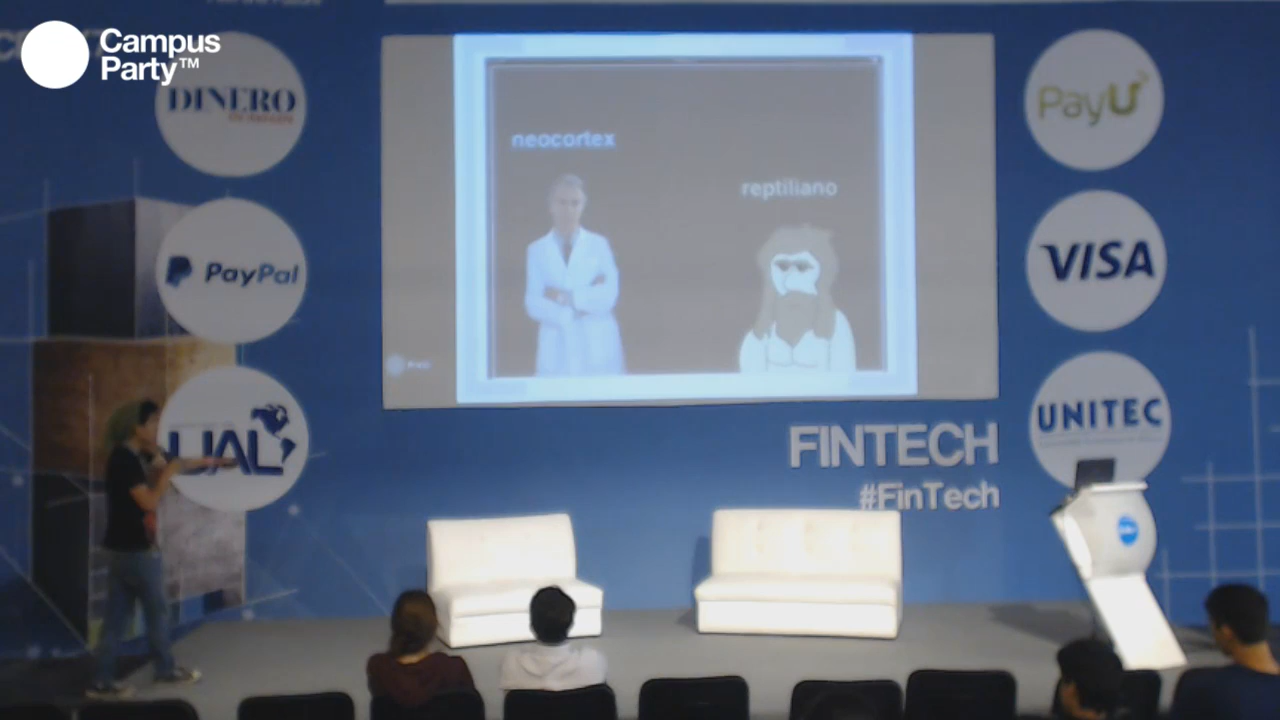 Campus
Party™
DINERO
PayPal
UAL
neocortex
reptiliano
FINTECH
#FinTech
PayU
VISA
UNITEC